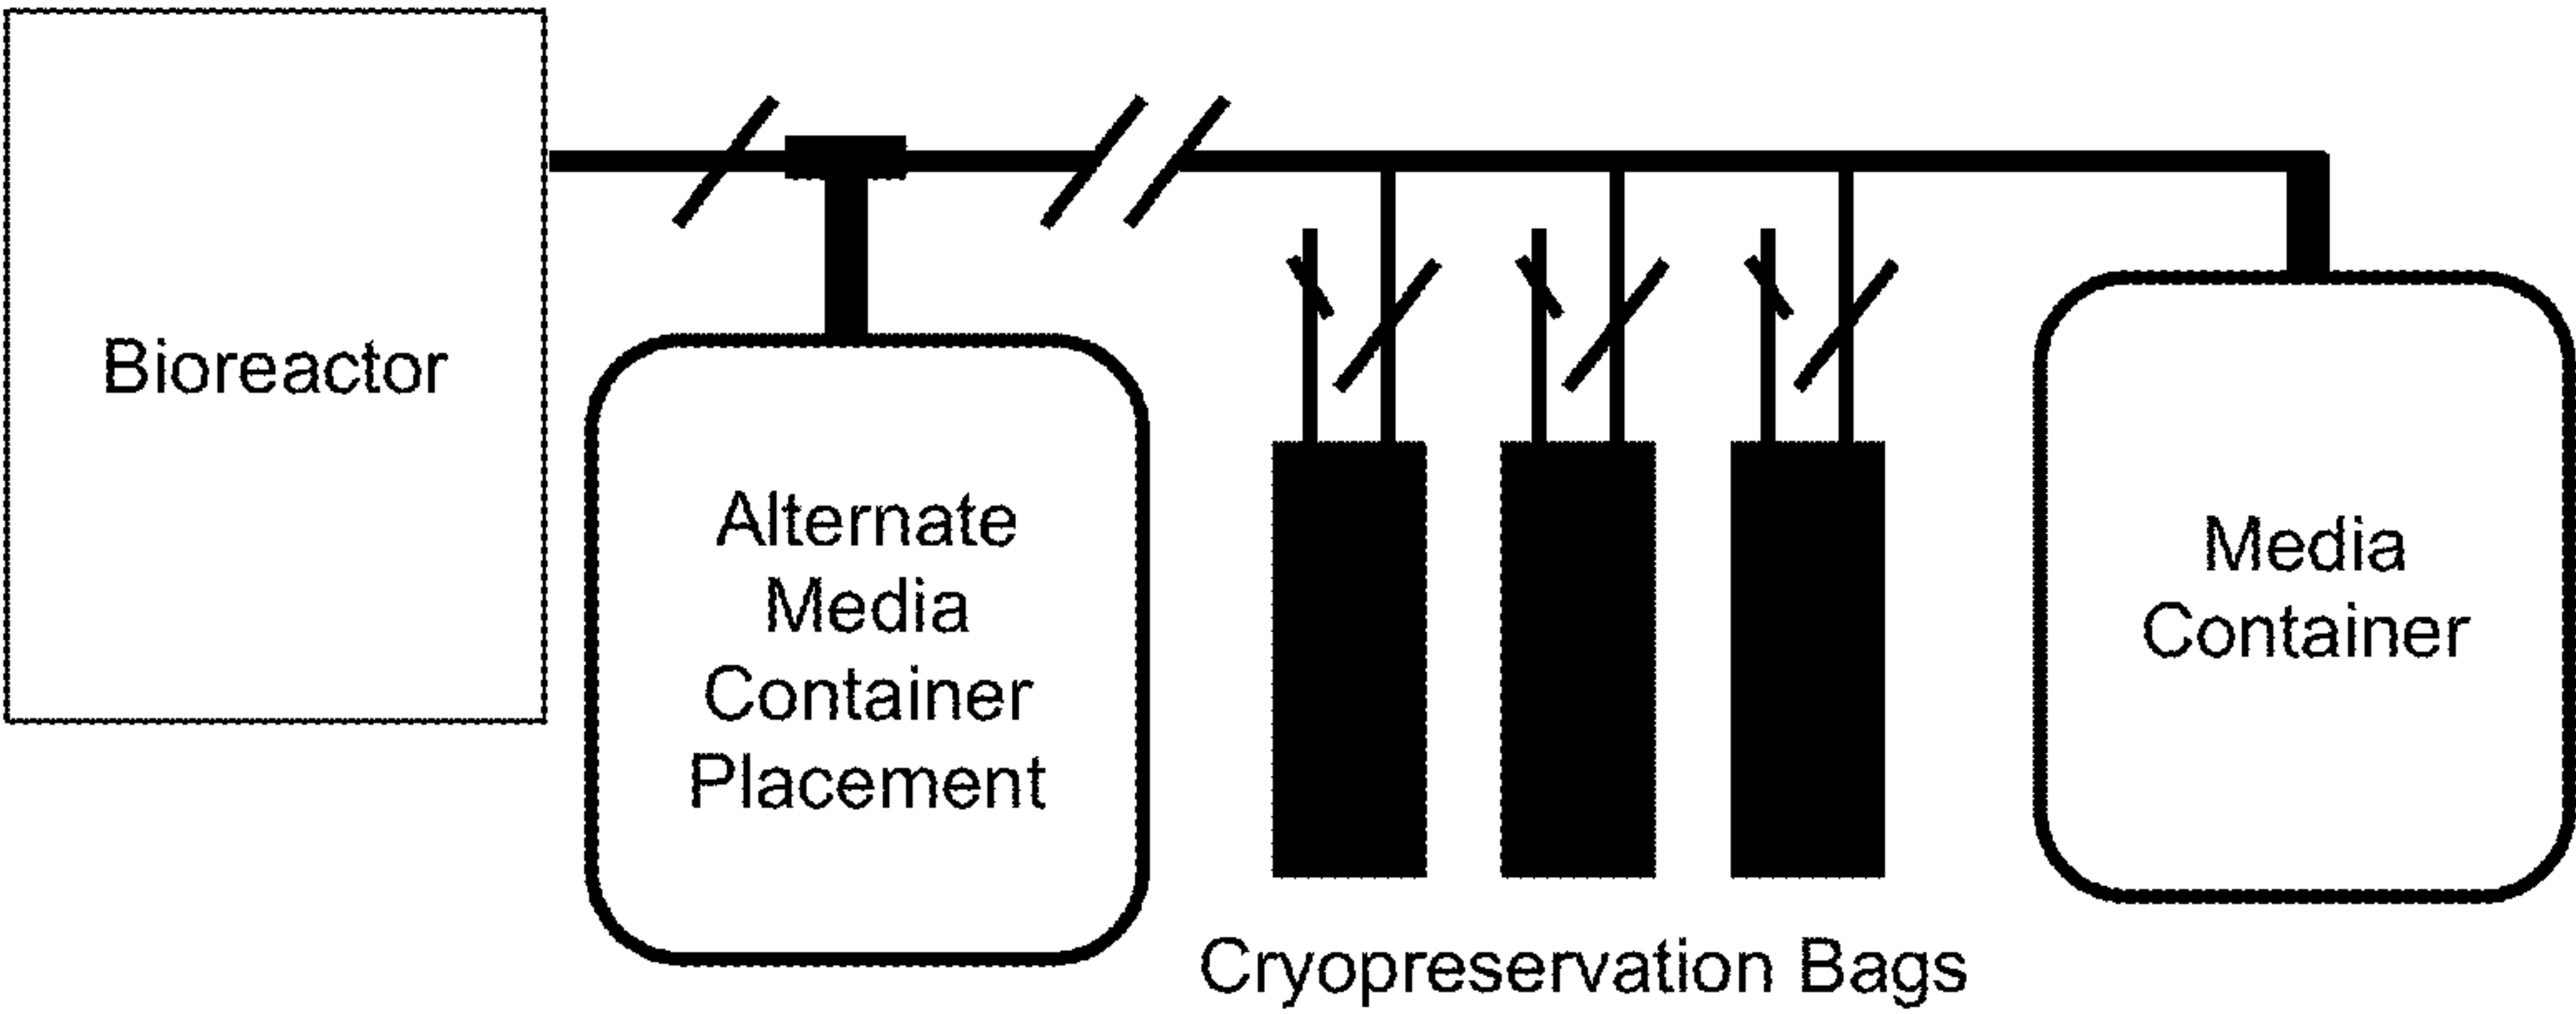 Bioreactor
Alternate
Media
Container
Placement
Cryopreservation Bags
Media
Container